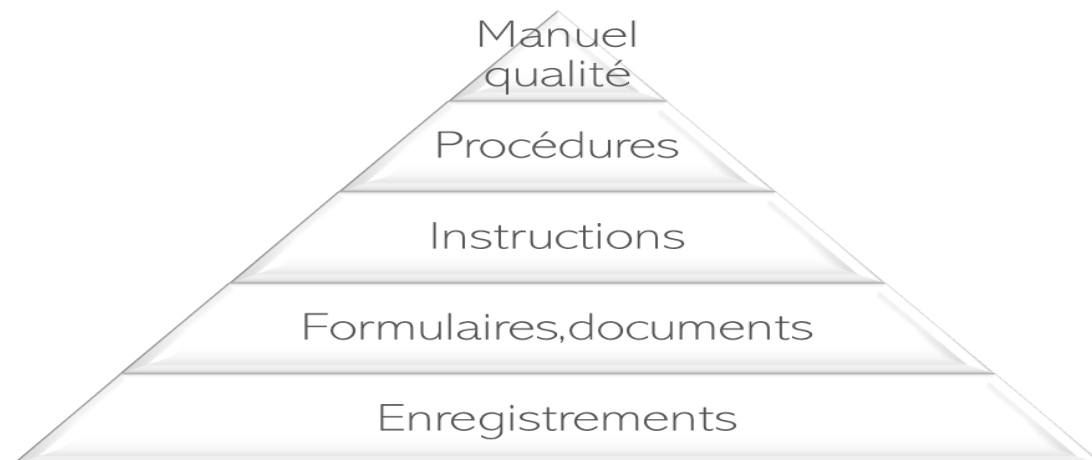 Manuel
qualité
Procédures
Instructions
Formulaires,documents
Enregistrements